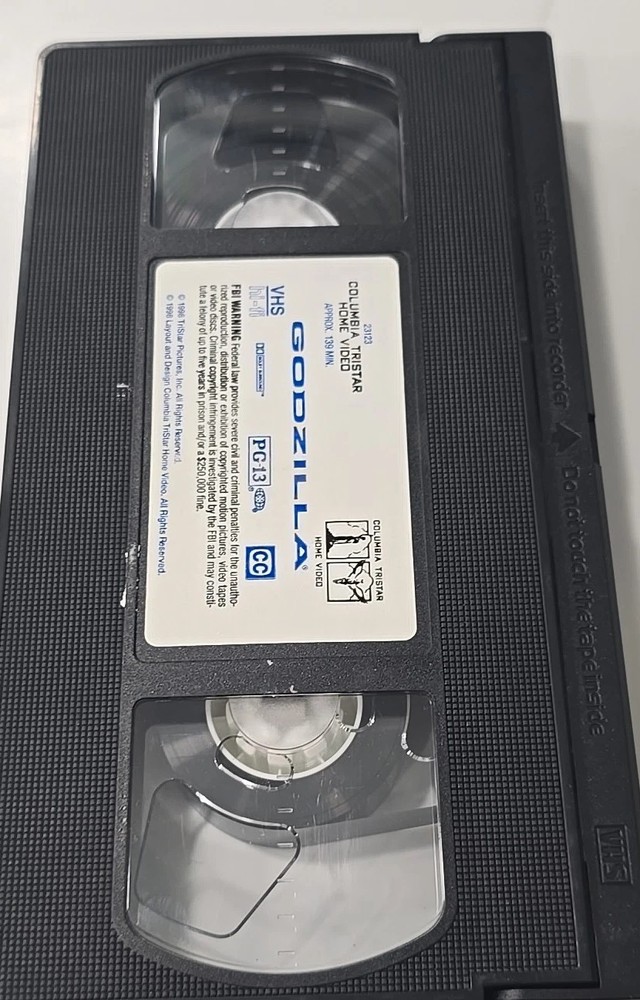 Insert this side into recorder Do not touch the tape inside
VHS
23123
COLUMBIA TRISTAR
HOME VIDEO
APPROX. 139 MIN.
COLUMBIA TRISTAR
HOME VIDEO
GODZILLA®
VHS
hi-fi
DOLBY SURROUND
PG-13
CC
FBI WARNING Federal law provides severe civil and criminal penalties for the unautho-
rized reproduction, distribution or exhibition of copyrighted motion pictures, video tapes
or video discs. Criminal copyright infringement is investigated by the FBI and may consti-
tute a felony of up to five years in prison and/or a $250,000 fine.
© 1998 TriStar Pictures, Inc. All Rights Reserved.
© 1998 Layout and Design Columbia TriStar Home Video. All Rights Reserved.